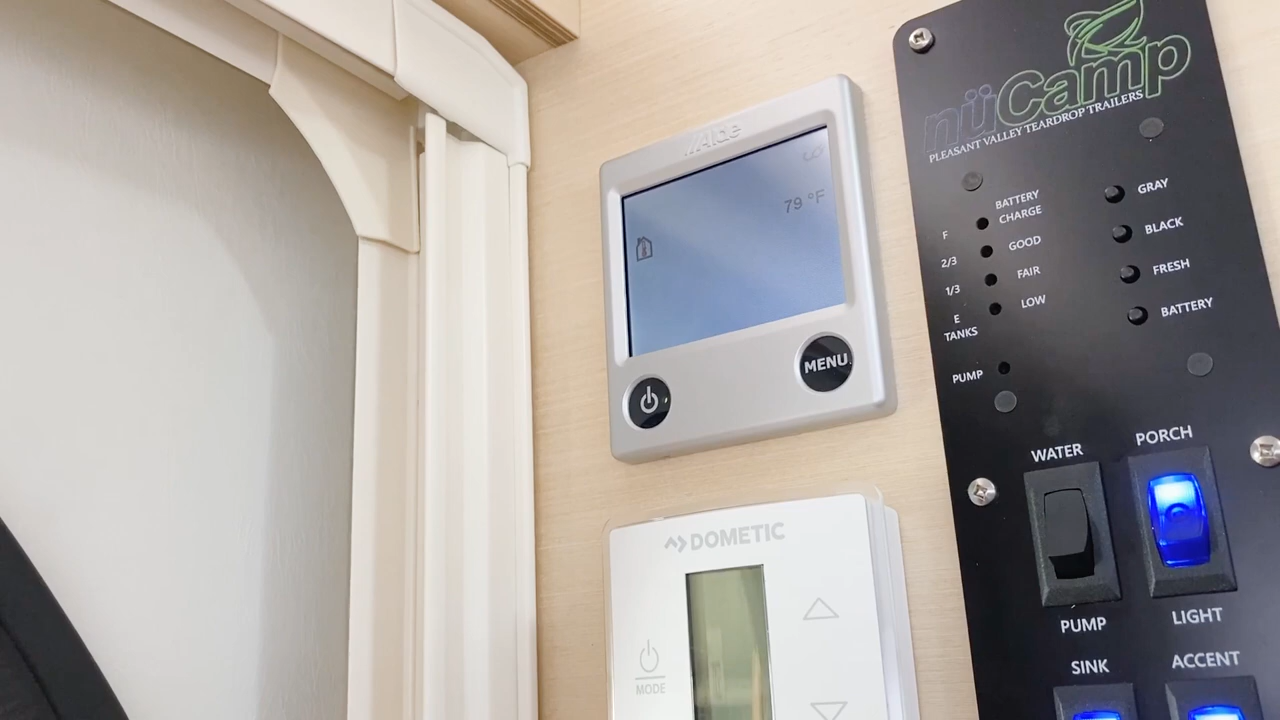 Alde
79 °F
MENU
DOMETIC
MODE
nüCamp
PLEASANT VALLEY TEARDROP TRAILERS
BATTERY
CHARGE
F
GOOD
2/3
FAIR
1/3
LOW
E
TANKS
PUMP
GRAY
BLACK
FRESH
BATTERY
WATER
PORCH
PUMP
LIGHT
SINK
ACCENT